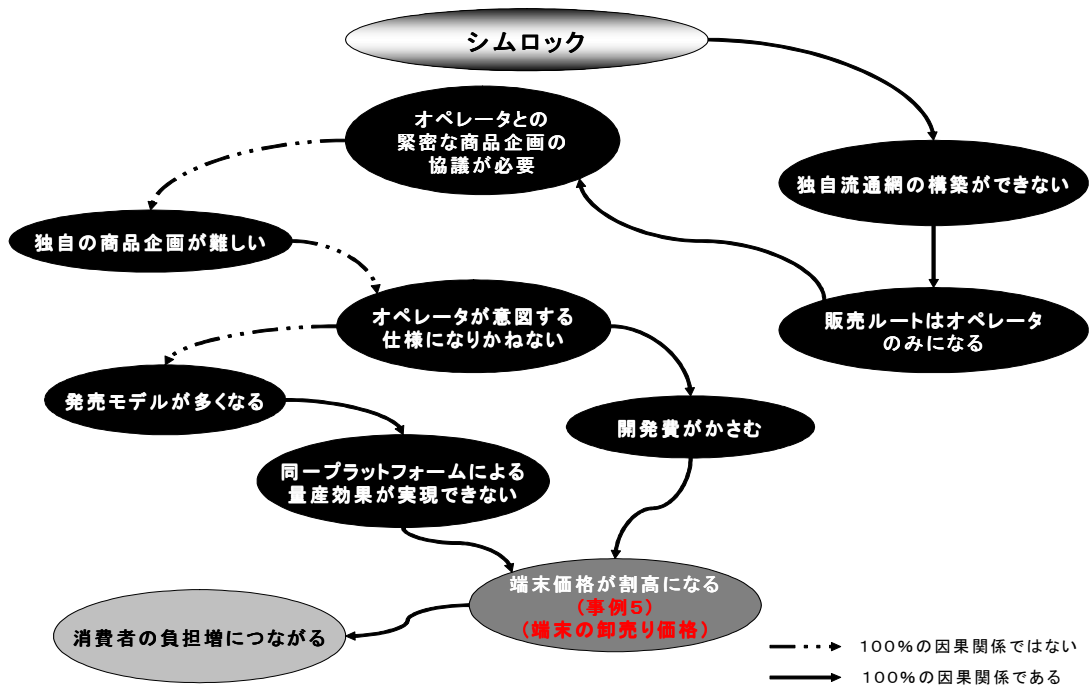 シムロック
オペレータとの
緊密な商品企画の
協議が必要
独自流通網の構築ができない
独自の商品企画が難しい
オペレータが意図する
仕様になりかねない
販売ルートはオペレータ
のみになる
発売モデルが多くなる
開発費がかさむ
同一プラットフォームによる
量産効果が実現できない
端末価格が割高になる
（事例5）
（端末の卸売り価格）
消費者の負担増につながる
100%の因果関係ではない
100%の因果関係である